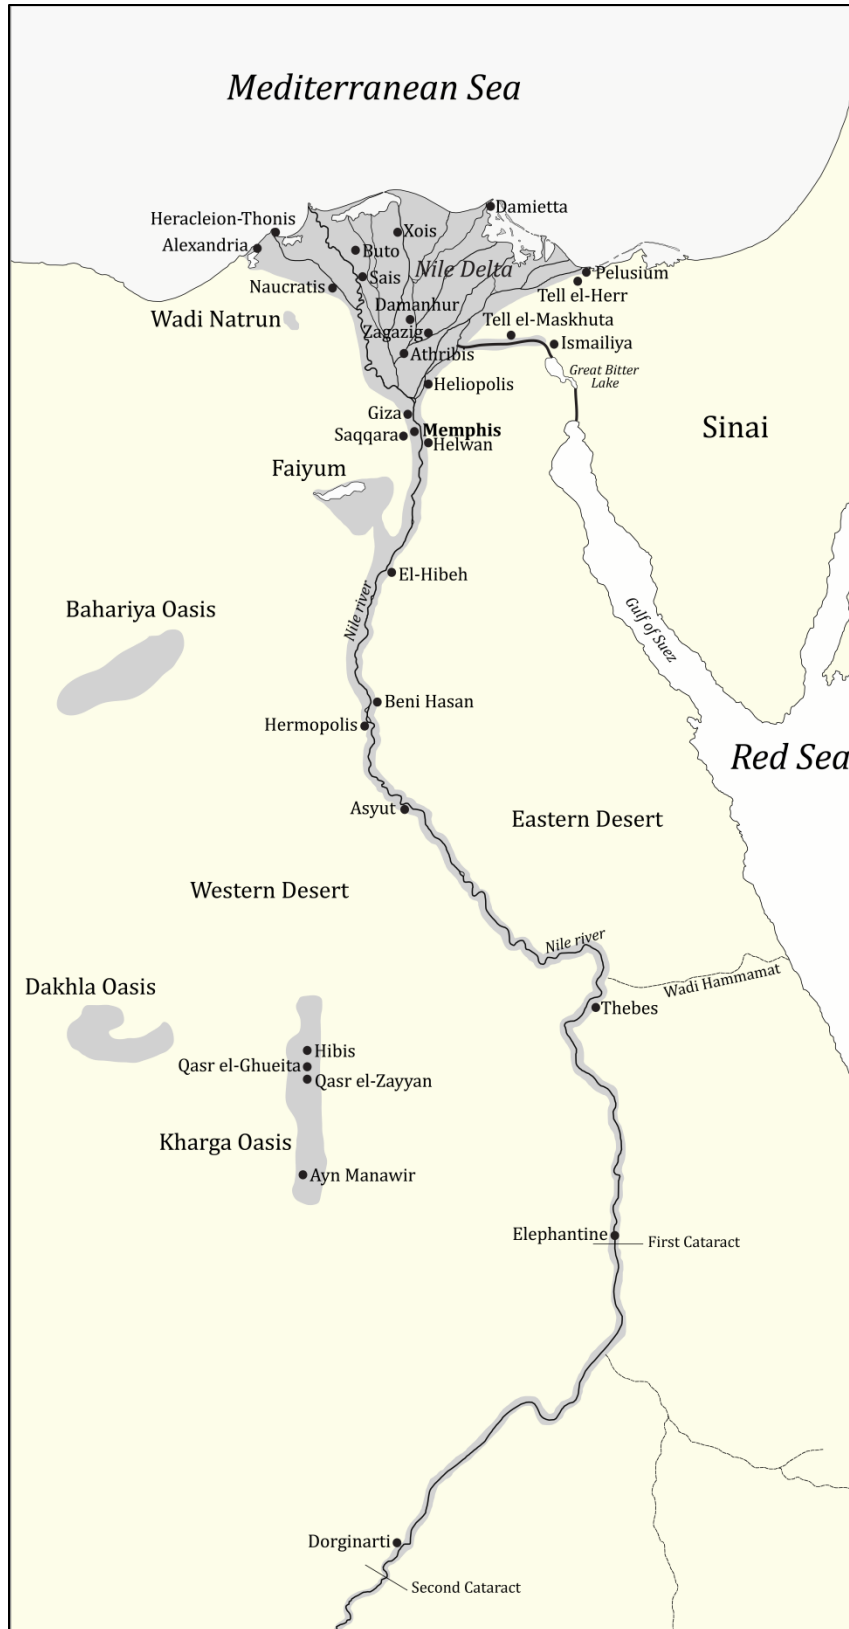 Mediterranean Sea
Damietta
Heracleion-Thonis
Xois
Alexandria
Buto
Nile Delta
Pelusium
Sais
Naucratis
Tell el-Herr
Damanhur
Wadi Natrun
Tell el-Maskhuta
Zagazig
Ismailiya
Athribis
Great Bitter
Lake
Heliopolis
Giza
Sinai
Memphis
Saqqara
Helwan
Faiyum
El-Hibeh
Nile river
Bahariya Oasis
Gulf of Suez
Beni Hasan
Hermopolis
Red Sea
Asyut
Eastern Desert
Western Desert
Nile river
Wadi Hammamat
Dakhla Oasis
Thebes
Hibis
Qasr el-Ghueita
Qasr el-Zayyan
Kharga Oasis
Ayn Manawir
Elephantine
First Cataract
Dorginarti
Second Cataract